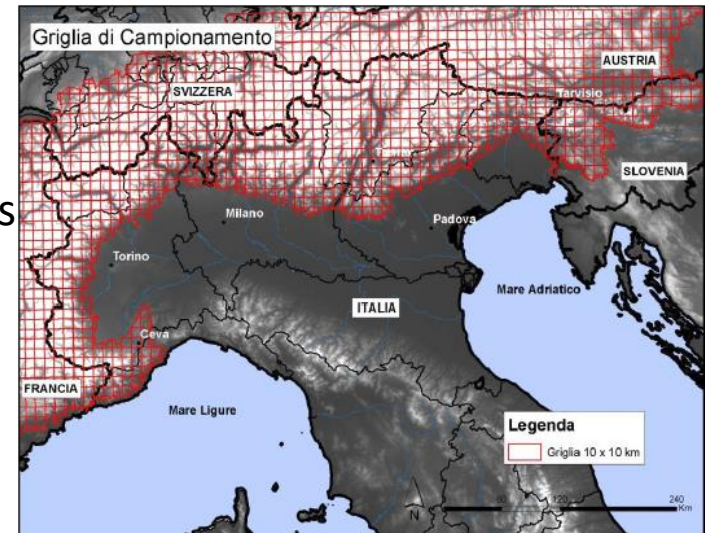 Griglia di Campionamento
AUSTRIA
Tarvisio
SVIZZERA
SLOVENIA
s
Milano
Padova
Torino
Mare Adriatico
ITALIA
Ceva
FRANCIA
Mare Ligure
Legenda
Griglia 10 x 10 km
N
60 120 240
Km